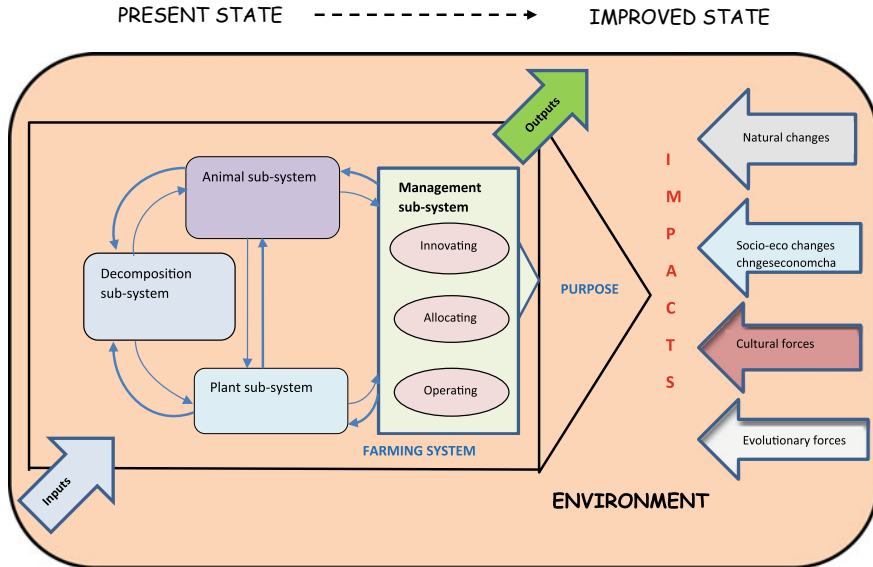 PRESENT STATE
IMPROVED STATE
Outputs
Natural changes
Animal sub-system
Management
sub-system
Innovating
Decomposition
sub-system
Socio-eco changes
chngeseconomcha
PURPOSE
Allocating
Cultural forces
Plant sub-system
Operating
I
M
P
A
C
T
S
FARMING SYSTEM
Evolutionary forces
Inputs
ENVIRONMENT